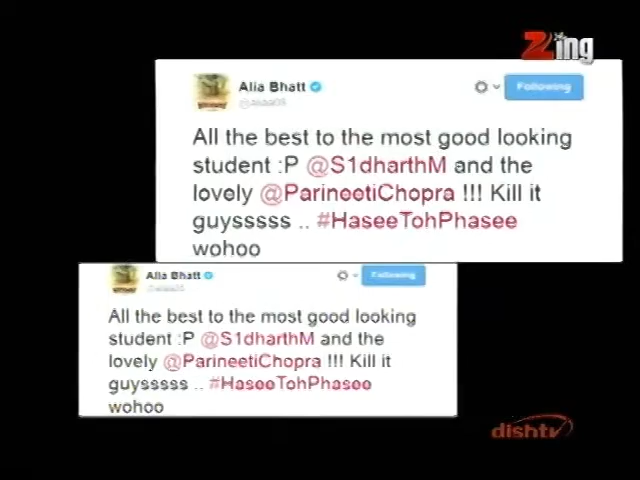 Zing
Alia Bhatt
@aliaa08
Following
All the best to the most good looking
student :P @S1dharthM and the
lovely @ParineetiChopra !!! Kill it
guysssss .. #HaseeTohPhasee
wohoo
Alia Bhatt
@aliaa08
Following
All the best to the most good looking
student :P @S1dharthM and the
lovely @ParineetiChopra !!! Kill it
guysssss .. #HaseeTohPhasee
wohoo
dishtv